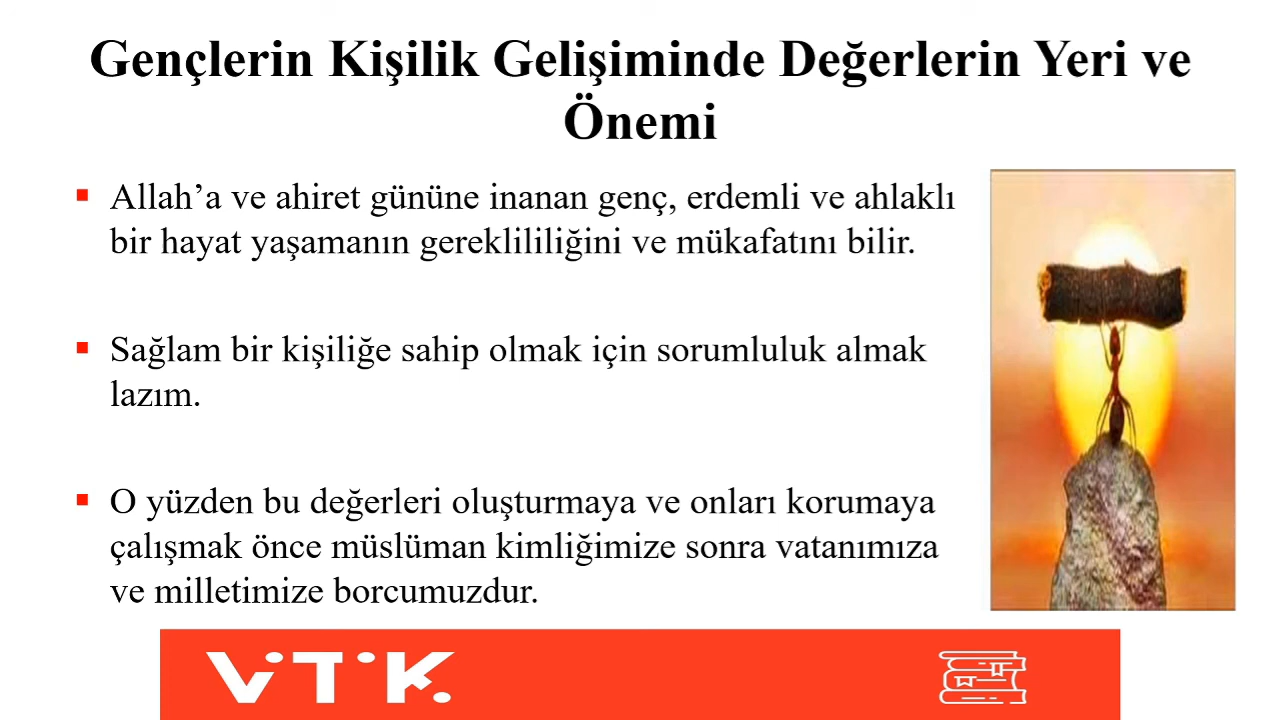 Gençlerin Kişilik Gelişiminde Değerlerin Yeri ve
Önemi
▪ Allah’a ve ahiret gününe inanan genç, erdemli ve ahlaklı
bir hayat yaşamanın gereklililiğini ve mükafatını bilir.
▪ Sağlam bir kişiliğe sahip olmak için sorumluluk almak
lazım.
▪ O yüzden bu değerleri oluşturmaya ve onları korumaya
çalışmak önce müslüman kimliğimize sonra vatanımıza
ve milletimize borcumuzdur.
ViTiK